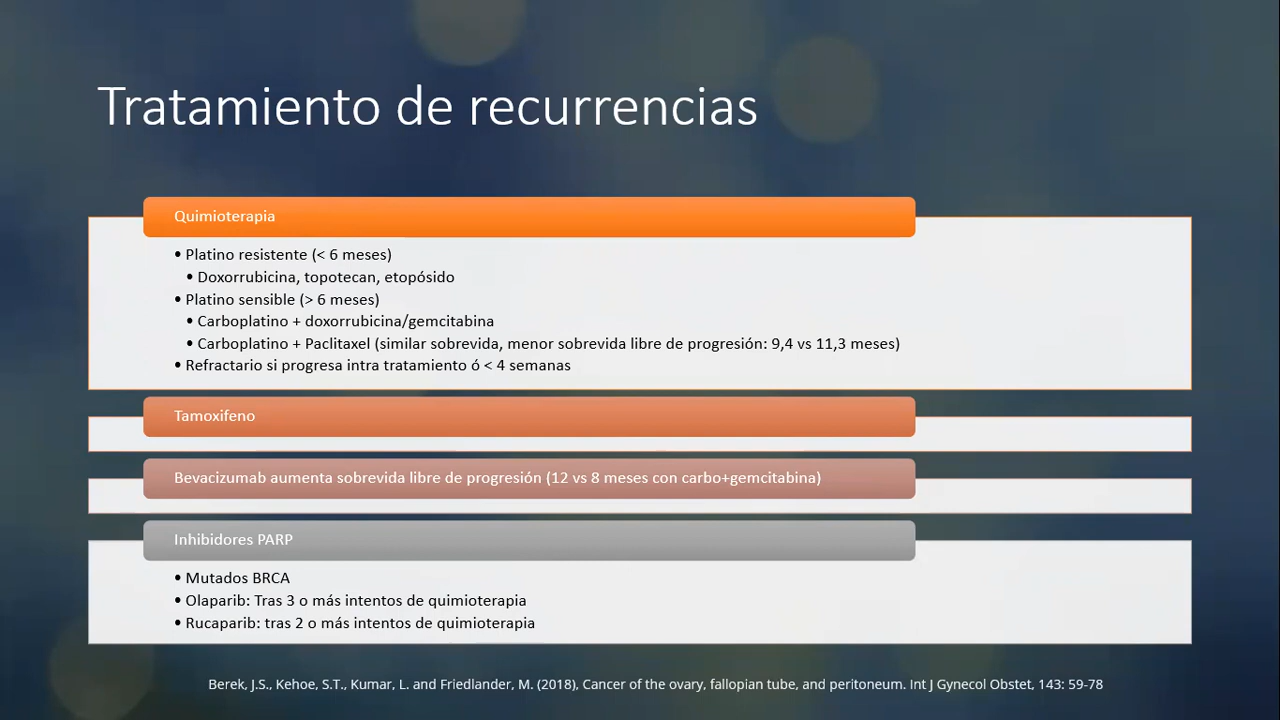 Tratamiento de recurrencias
Quimioterapia
• Platino resistente (< 6 meses)
• Doxorrubicina, topotecan, etopósido
• Platino sensible (> 6 meses)
• Carboplatino + doxorrubicina/gemcitabina
• Carboplatino + Paclitaxel (similar sobrevida, menor sobrevida libre de progresión: 9,4 vs 11,3 meses)
• Refractario si progresa intra tratamiento ó < 4 semanas
Tamoxifeno
Bevacizumab aumenta sobrevida libre de progresión (12 vs 8 meses con carbo+gemcitabina)
Inhibidores PARP
• Mutados BRCA
• Olaparib: Tras 3 o más intentos de quimioterapia
• Rucaparib: tras 2 o más intentos de quimioterapia
Berek, J.S., Kehoe, S.T., Kumar, L. and Friedlander, M. (2018), Cancer of the ovary, fallopian tube, and peritoneum. Int J Gynecol Obstet, 143: 59-78